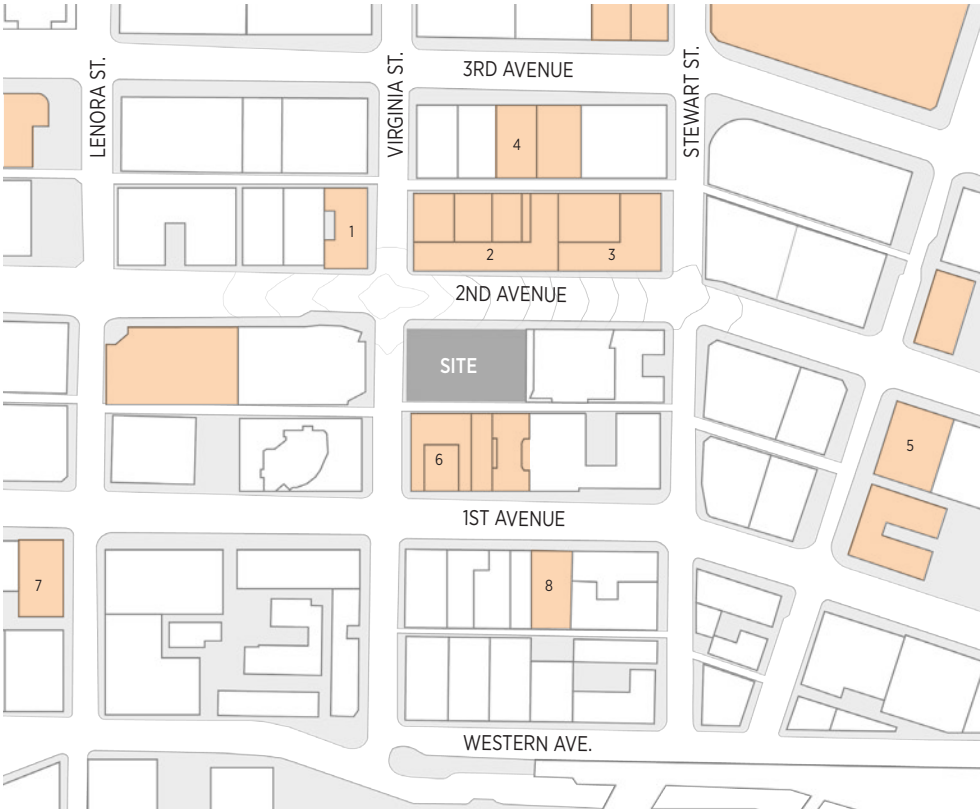 3RD AVENUE
LENORA ST.
VIRGINIA ST.
STEWART ST.
4
1
2
3
2ND AVENUE
SITE
5
6
1ST AVENUE
7
8
WESTERN AVE.